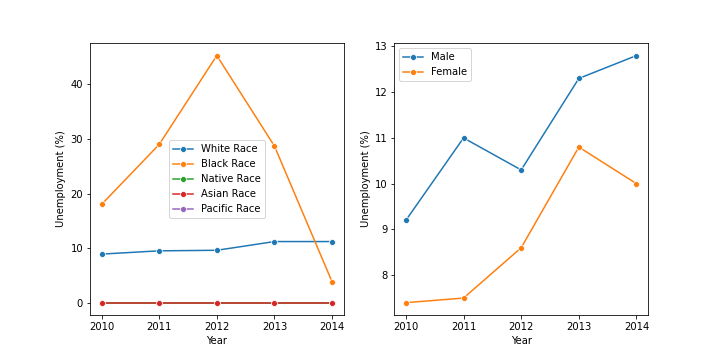 Unemployment (%)
40
30
20
10
0
White Race
Black Race
Native Race
Asian Race
Pacific Race
2010 2011 2012 2013 2014
Year
Unemployment (%)
13
12
11
10
9
8
Male
Female
2010 2011 2012 2013 2014
Year